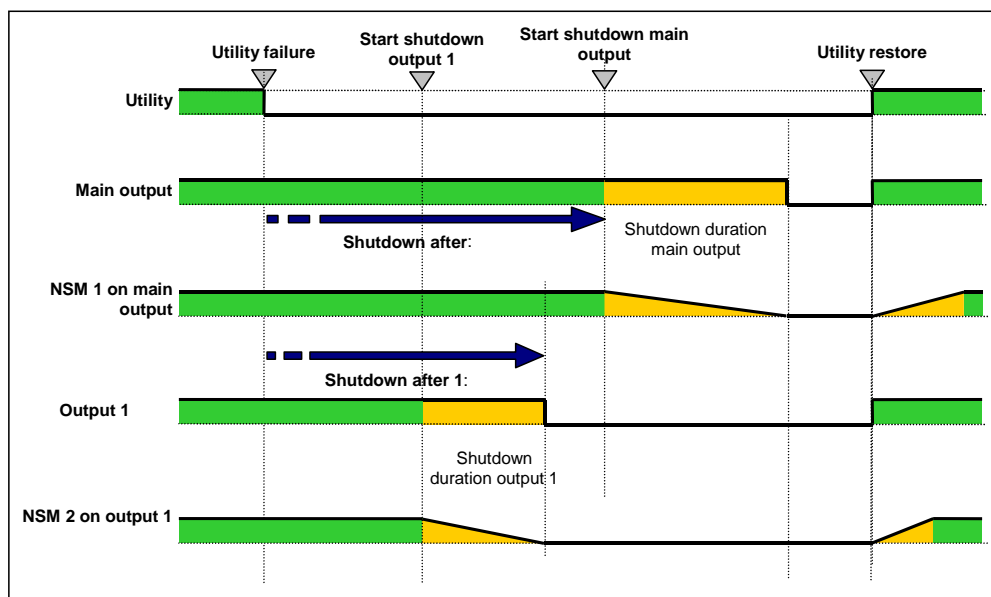 Utility failure
Start shutdown
output 1
Start shutdown main
output
Utility restore
Utility
Main output
Shutdown after:
Shutdown duration
main output
NSM 1 on main
output
Shutdown after 1:
Output 1
Shutdown
duration output 1
NSM 2 on output 1